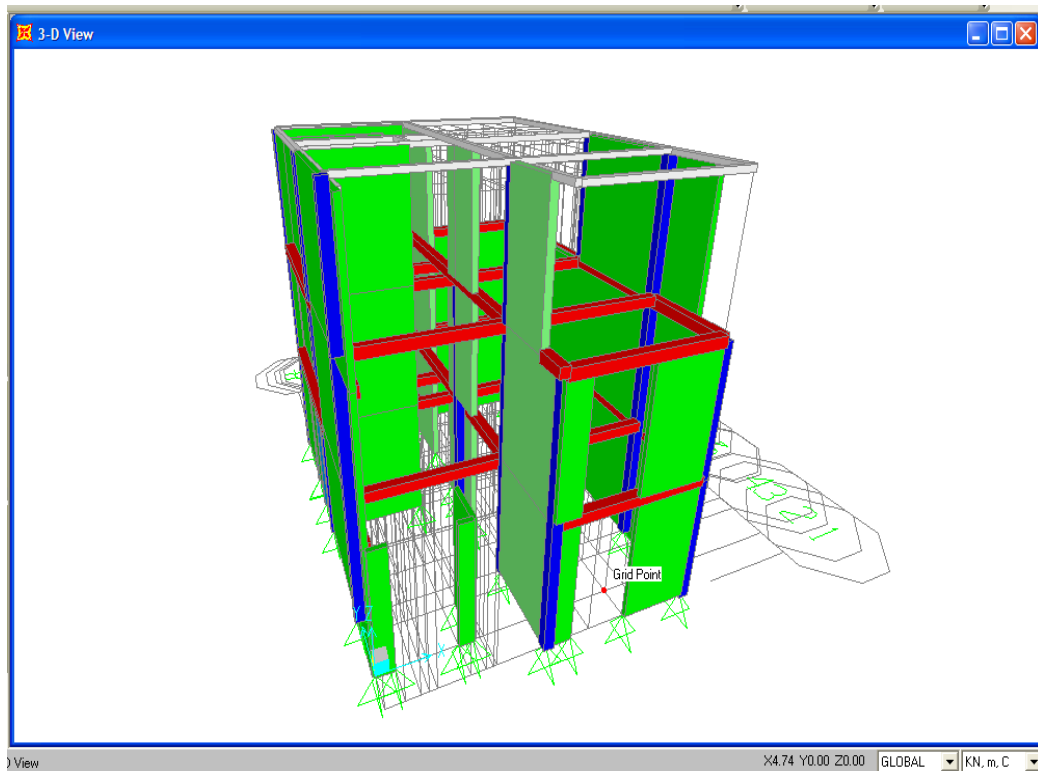 3-D View
Grid Point
X
D View
X4.74 Y0.00 Z0.00
GLOBAL
KN, m, C